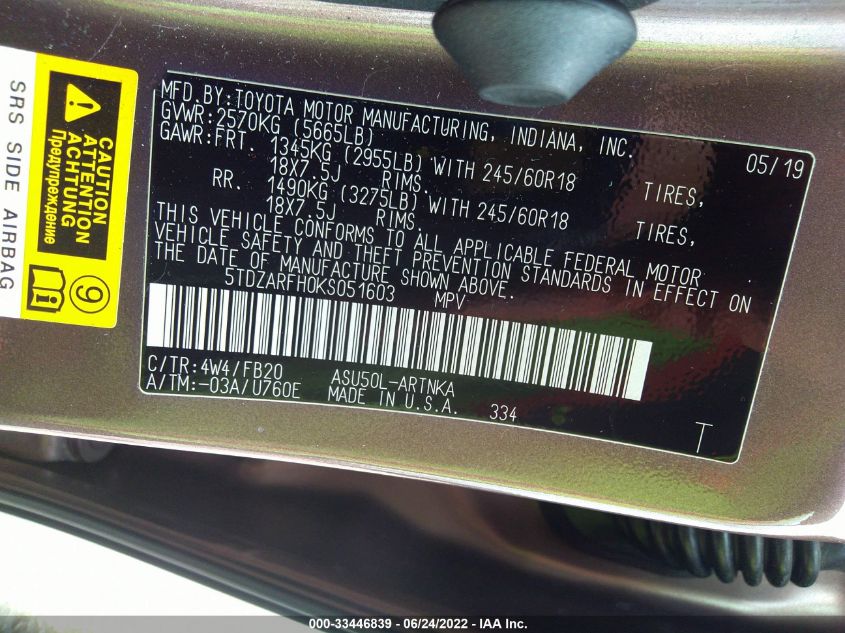 SRS SIDE AIRBAG
CAUTION
ATTENTION
ACHTUNG
Предупреждение
9
MFD. BY: TOYOTA MOTOR MANUFACTURING, INDIANA, INC. 05/19
GVWR: 2570KG (5665LB)
GAWR: FRT. 1345KG (2955LB) WITH 245/60R18 TIRES,
18X7.5J RIMS.
RR. 1490KG (3275LB) WITH 245/60R18 TIRES,
18X7.5J RIMS.
THIS VEHICLE CONFORMS TO ALL APPLICABLE FEDERAL MOTOR
VEHICLE SAFETY AND THEFT PREVENTION STANDARDS IN EFFECT ON
THE DATE OF MANUFACTURE SHOWN ABOVE.
5TDZARFH0KS051603 MPV
C/TR: 4W4/FB20 ASU50L-ARTNKA
A/TM: -03A/U760E MADE IN U.S.A. 334
T
000-33446839 - 06/24/2022 - IAA Inc.